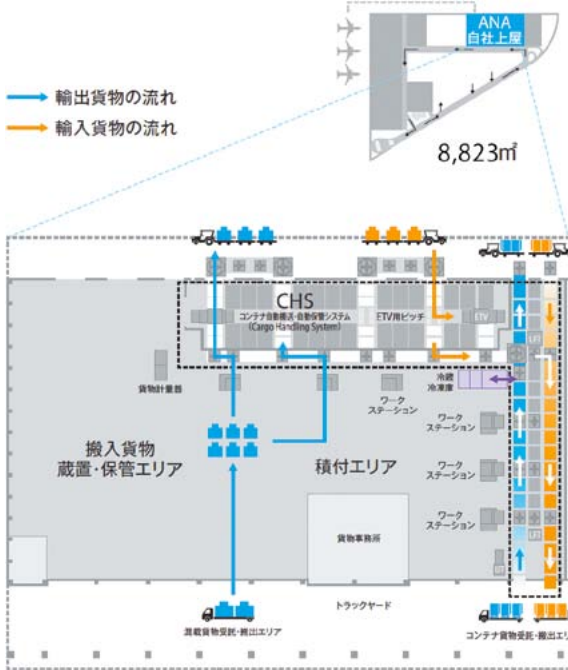 ANA
自社上屋
8,823㎡
輸出貨物の流れ
輸入貨物の流れ
CHS
コンテナ自動搬送・自動保管システム
(Cargo Handling System)
ETV用ピッチ
ETV
貨物計量器
ワーク
ステーション
ワーク
ステーション
冷蔵
冷凍庫
搬入貨物
蔵置・保管エリア
積付エリア
ワーク
ステーション
ワーク
ステーション
貨物事務所
混載貨物受託・搬出エリア
トラックヤード
コンテナ貨物受託・搬出エリ